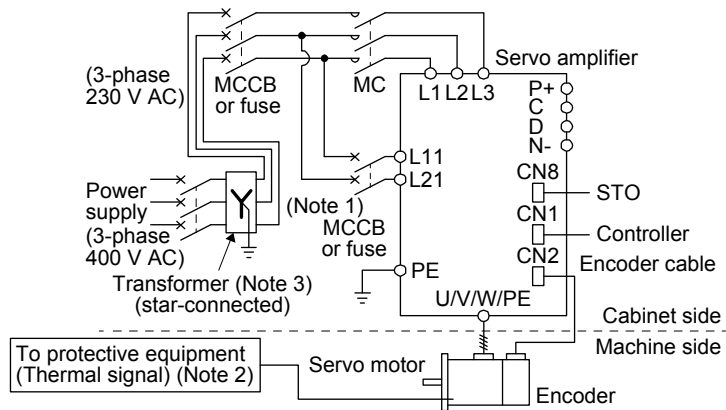 Servo amplifier
(3-phase
230 V AC)
MCCB
or fuse
MC
L1 L2 L3
P+
C
D
N-
L11
L21
CN8
STO
Power
supply
(3-phase
400 V AC)
(Note 1)
MCCB
or fuse
CN1
Controller
CN2
Encoder cable
Transformer (Note 3)
(star-connected)
PE
U/V/W/PE
Cabinet side
Machine side
To protective equipment
(Thermal signal) (Note 2)
Servo motor
Encoder